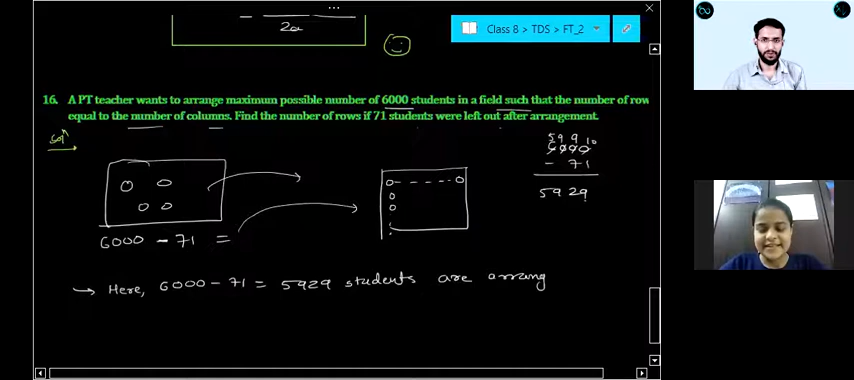 ...
2a
Class 8 > TDS > FT_2
16. A PT teacher wants to arrange maximum possible number of 6000 students in a field such that the number of row
equal to the number of columns. Find the number of rows if 71 students were left out after arrangement.
Solⁿ
5 9 9 10
6000
- 71
5929
6000 - 71 =
→ Here, 6000 - 71 = 5929 students are arrang